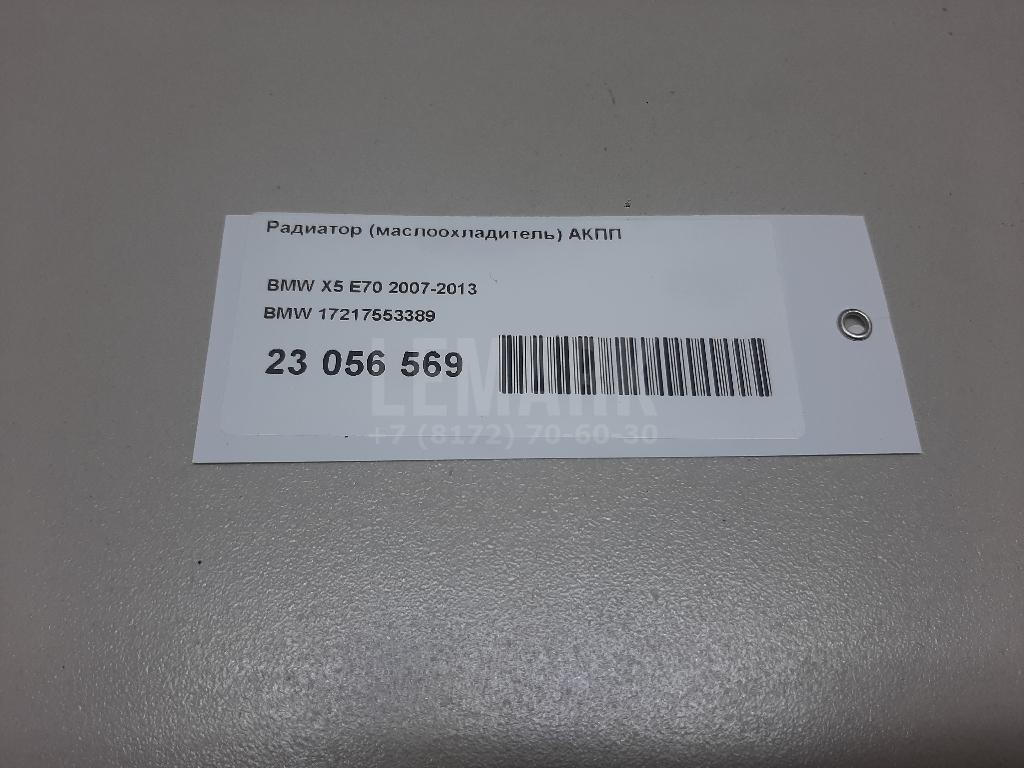 Радиатор (маслоохладитель) АКПП
BMW X5 E70 2007-2013
BMW 17217553389
23 056 569
LEMARK
+7 (8172) 70-60-30